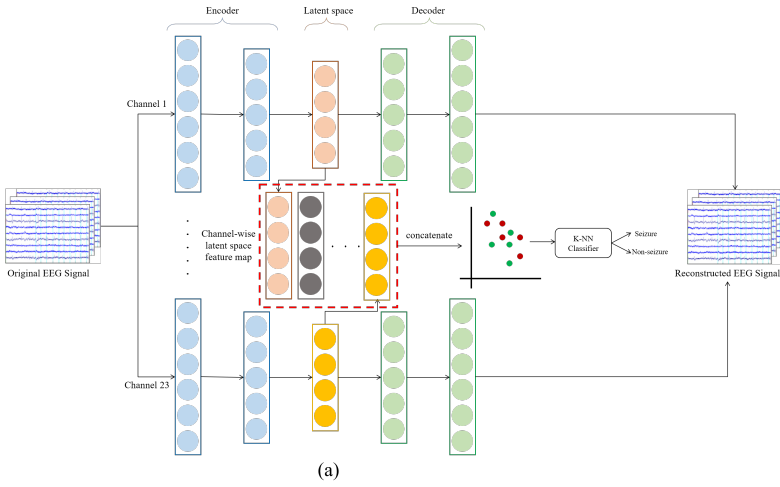 Encoder
Latent space
Decoder
Channel 1
Channel-wise
latent space
feature map
concatenate
K-NN
Classifier
Seizure
Non-seizure
Original EEG Signal
Reconstructed EEG Signal
Channel 23
(a)